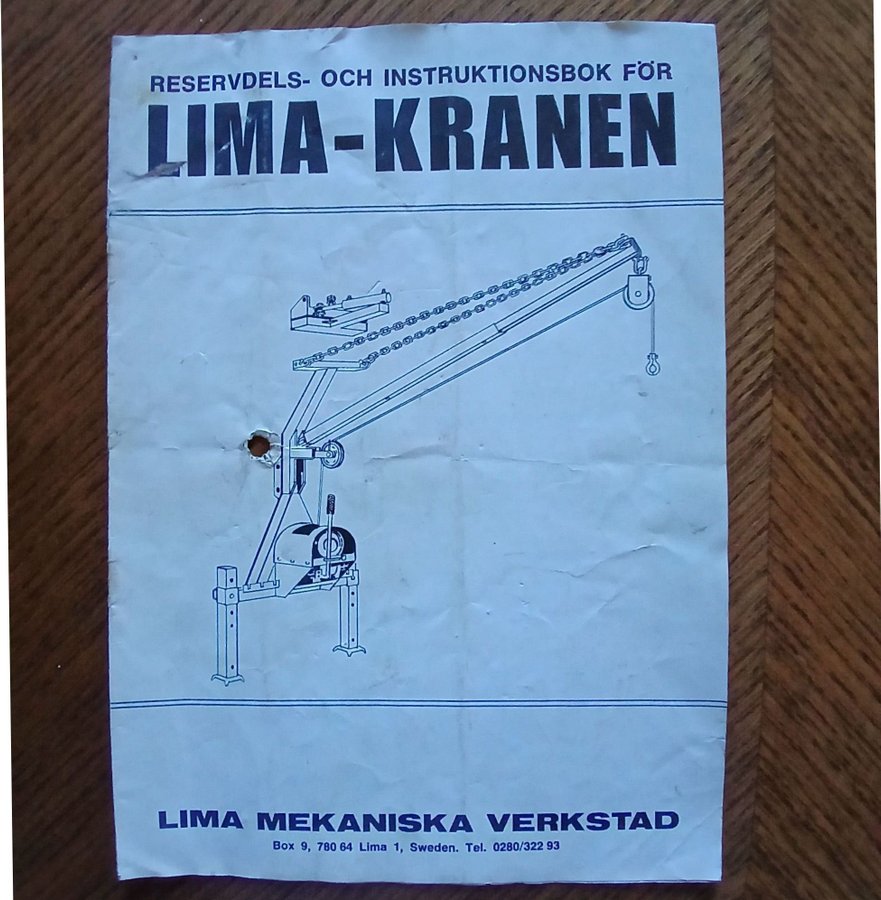 RESERVDELS- OCH INSTRUKTIONSBOK FÖR
LIMA-KRANEN
LIMA MEKANISKA VERKSTAD
Box 9, 780 64 Lima 1, Sweden. Tel. 0280/322 93